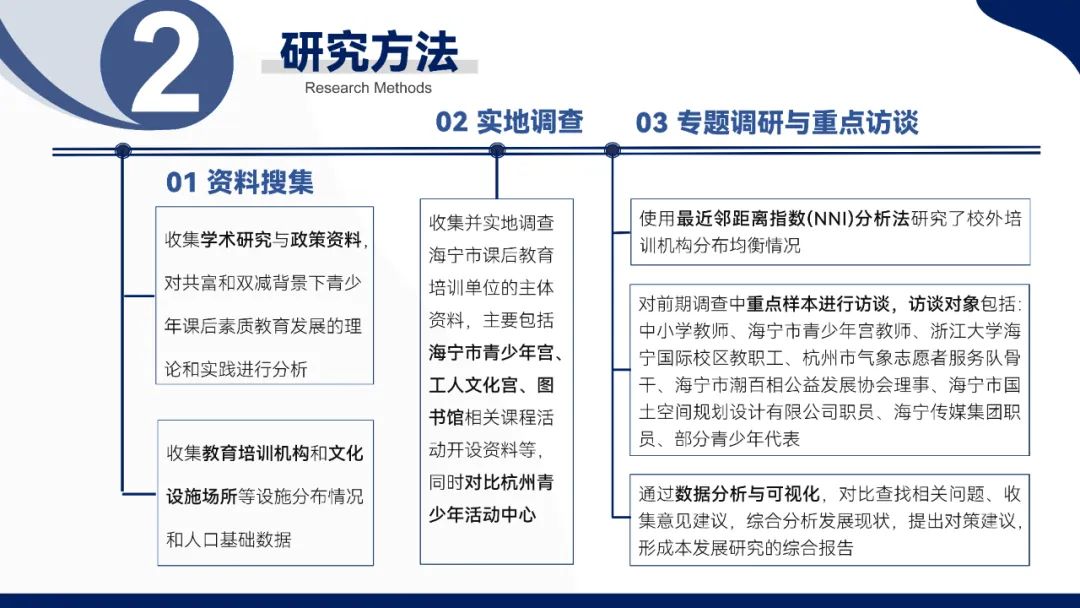 2
研究方法
Research Methods
01 资料搜集
收集学术研究与政策资料，
对共富和双减背景下青少
年课后素质教育发展的理
论和实践进行分析
收集教育培训机构和文化
设施场所等设施分布情况
和人口基础数据
02 实地调查
收集并实地调查
海宁市课后教育
培训单位的主体
资料，主要包括
海宁市青少年宫、
工人文化宫、图
书馆相关课程活
动开设资料等，
同时对比杭州青
少年活动中心
03 专题调研与重点访谈
使用最近邻距离指数(NNI)分析法研究了校外培
训机构分布均衡情况
对前期调查中重点样本进行访谈，访谈对象包括:
中小学教师、海宁市青少年宫教师、浙江大学海
宁国际校区教职工、杭州市气象志愿者服务队骨
干、海宁市潮百相公益发展协会理事、海宁市国
土空间规划设计有限公司职员、海宁传媒集团职
员、部分青少年代表
通过数据分析与可视化，对比查找相关问题、收
集意见建议，综合分析发展现状，提出对策建议，
形成本发展研究的综合报告